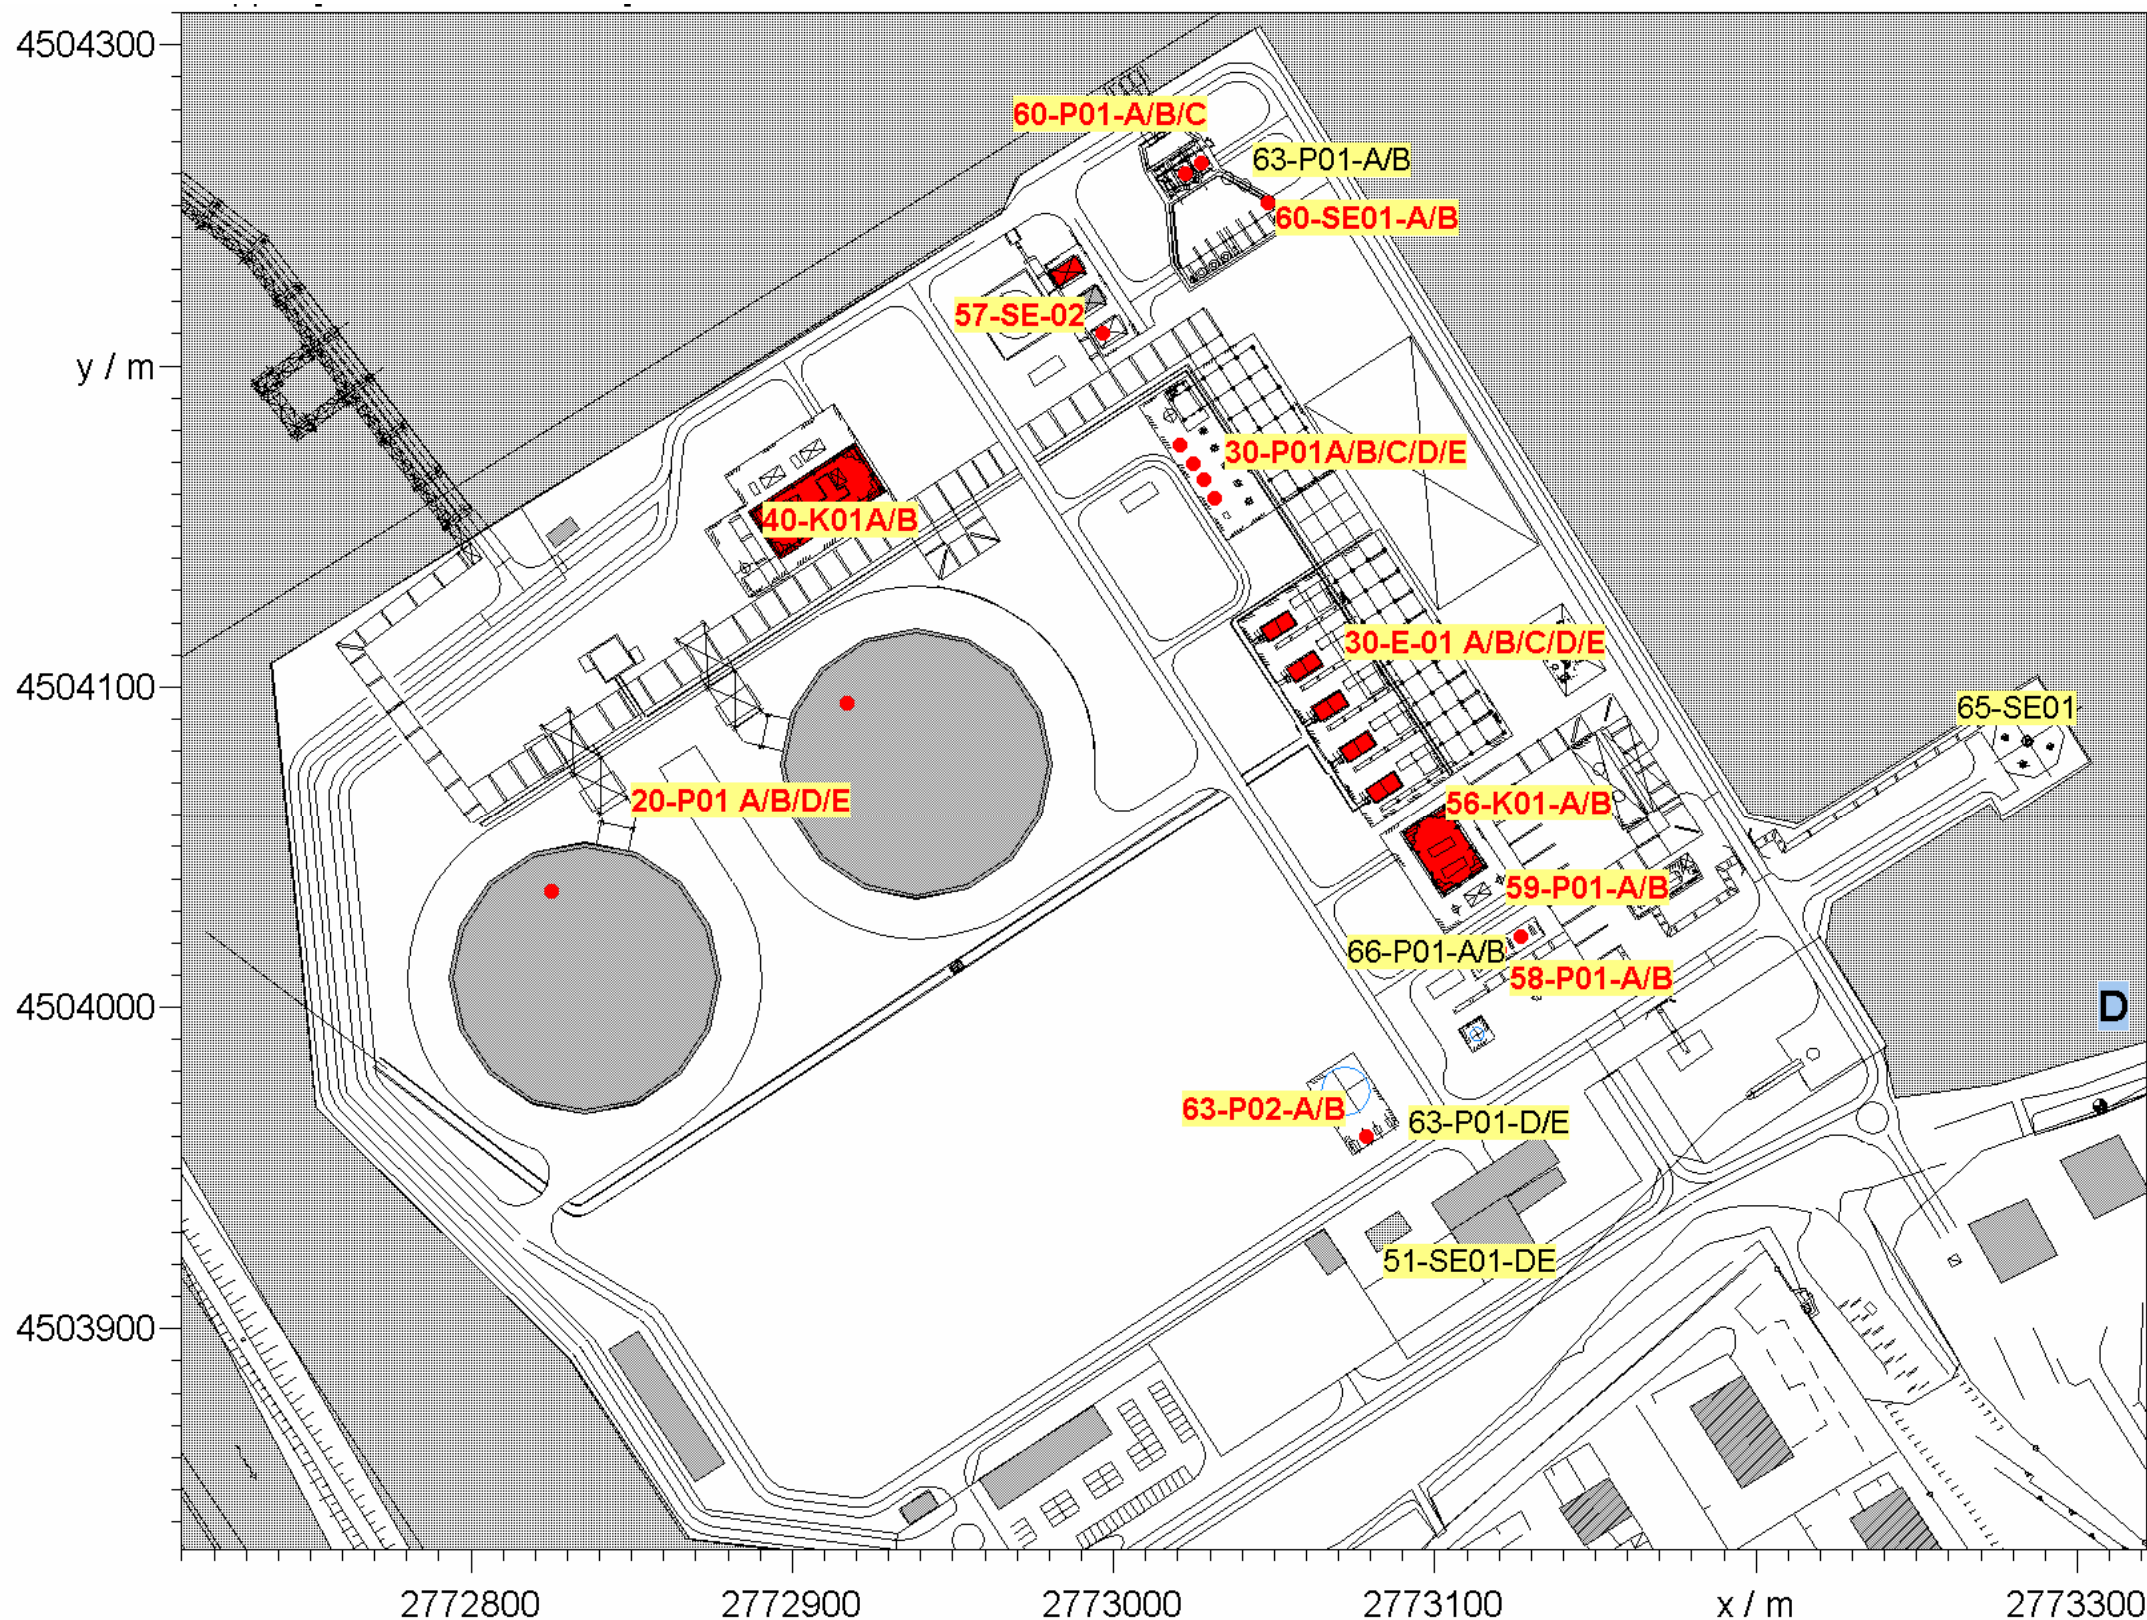 4504300
60-P01-A/B/C
63-P01-A/B
60-SE01-A/B
57-SE-02
y / m
30-P01A/B/C/D/E
40-K01A/B
30-E-01 A/B/C/D/E
4504100
65-SE01
20-P01 A/B/D/E
56-K01-A/B
59-P01-A/B
66-P01-A/B
58-P01-A/B
4504000
D
63-P02-A/B
63-P01-D/E
51-SE01-DE
4503900
2772800
2772900
2773000
2773100
x / m
2773300